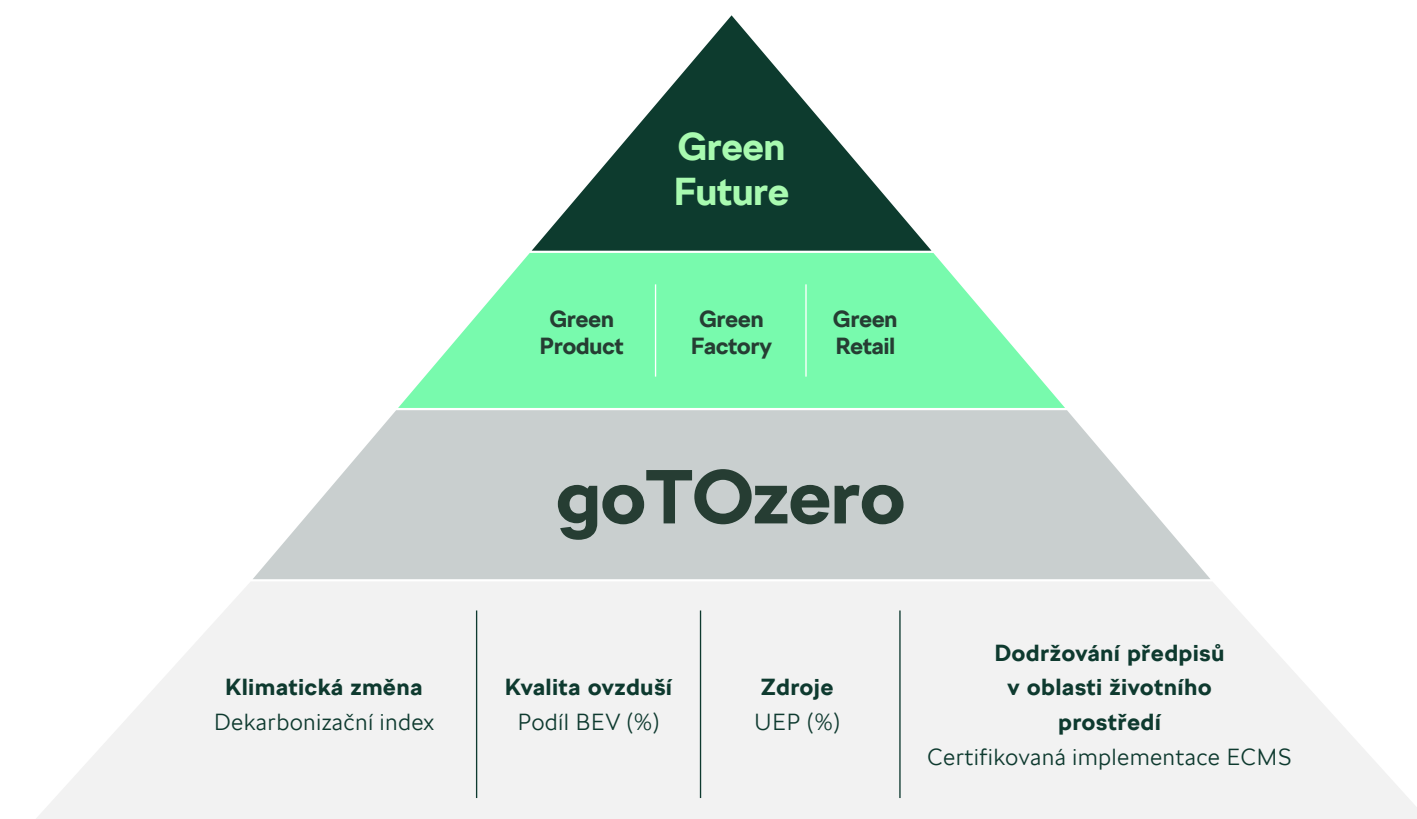 Green
Future
Green
Product
Green
Factory
Green
Retail
goTOzero
Klimatická změna
Dekarbonizační index
Kvalita ovzduší
Podíl BEV (%)
Zdroje
UEP (%)
Dodržování předpisů
v oblasti životního
prostředí
Certifikovaná implementace ECMS